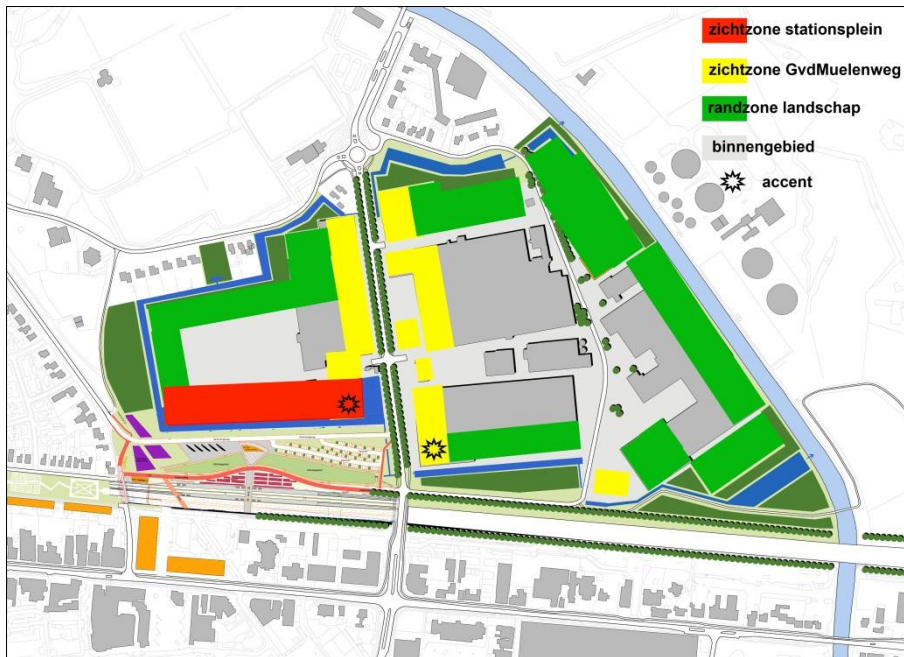 zichtzone stationsplein
zichtzone GvdMuelenweg
randzone landschap
binnengebied
accent